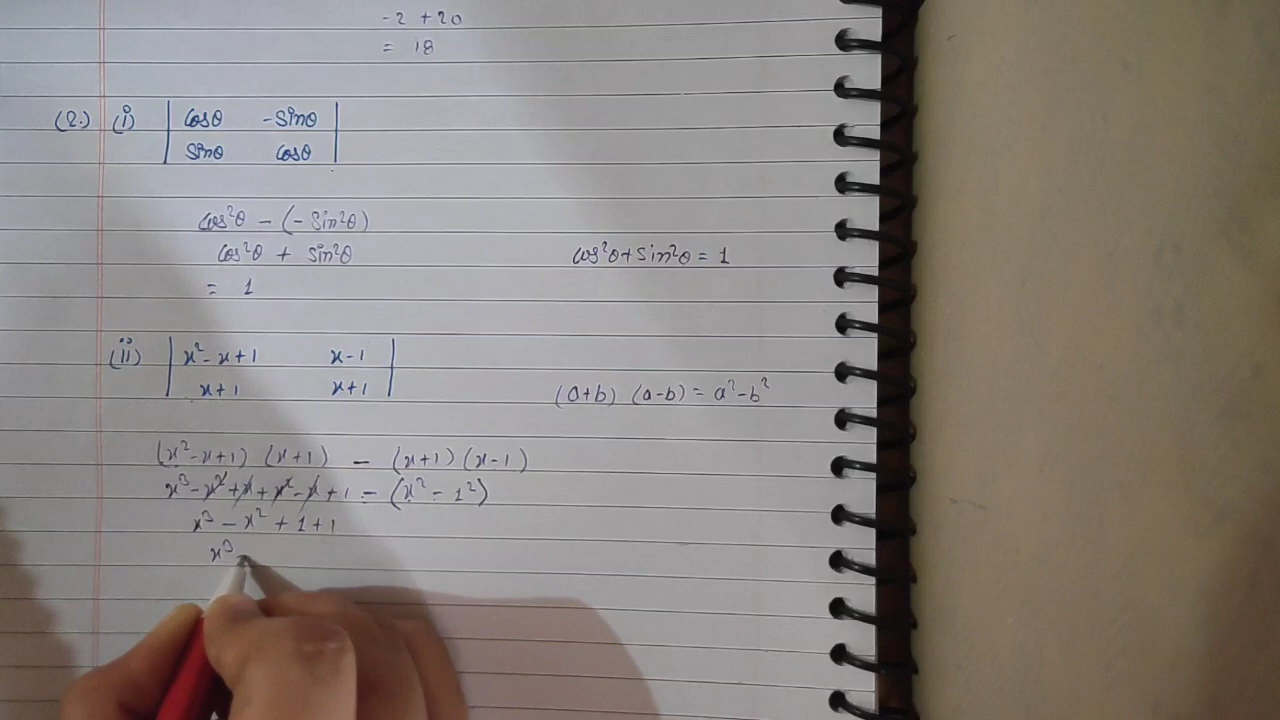 -2 + 20
= 18
(2.) (i) | cosθ -sinθ |
| sinθ cosθ |
cos²θ - (-sin²θ)
cos²θ + sin²θ cos²θ + sin²θ = 1
= 1
(ii) | x²-x+1 x-1 |
| x+1 x+1 | (a+b) (a-b) = a²-b²
(x²-x+1) (x+1) - (x+1) (x-1)
x³-x²+x+x²-x+1-(x²-1²)
x³-x²+1+1
x³-